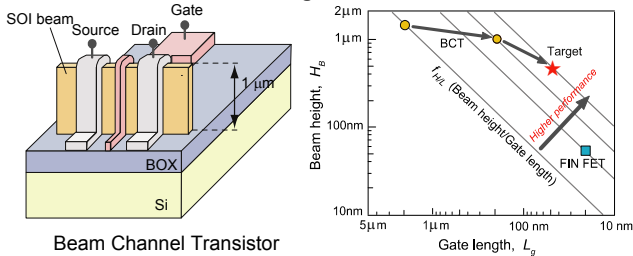 Gate
SOI beam
Source
Drain
1 μm
BOX
Si
Beam Channel Transistor
2μm
1μm
100nm
10nm
Beam height, H_B
BCT
Target
f_H/L (Beam height/Gate length)
Higher performance
FIN FET
5μm
1μm
100 nm
10 nm
Gate length, L_g